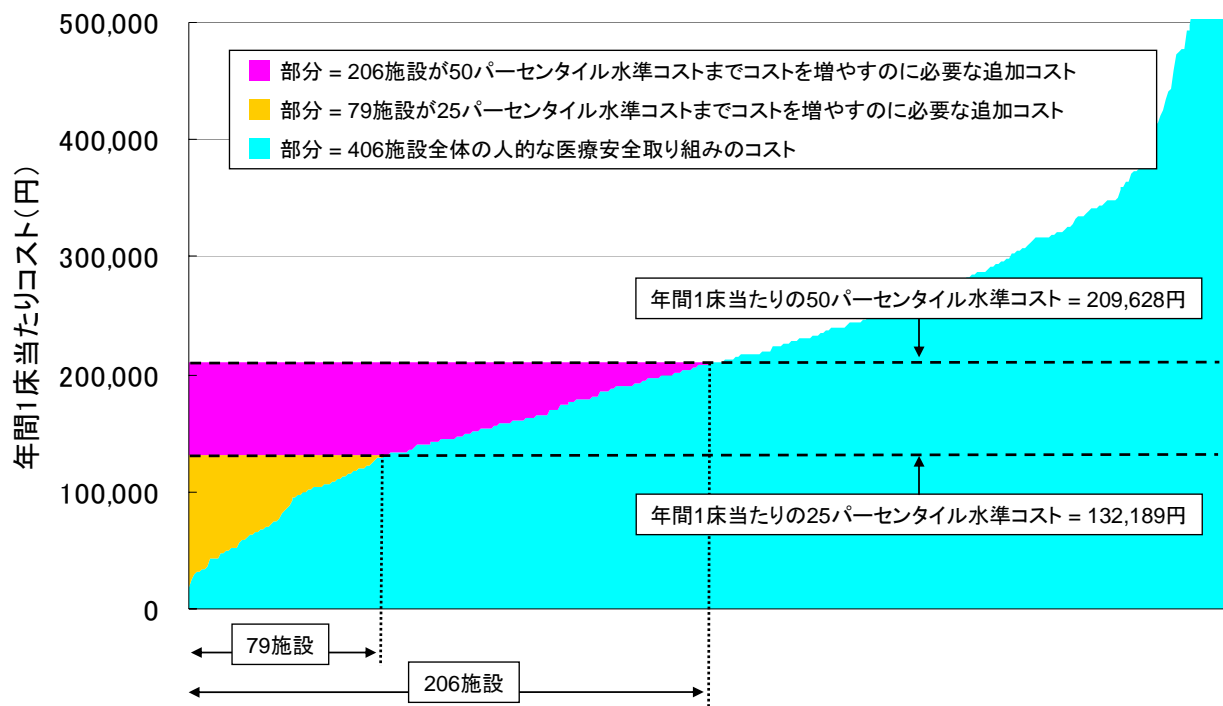 500,000
400,000
300,000
200,000
100,000
0
年間1床当たりコスト(円)
部分 = 206施設が50パーセンタイル水準コストまでコストを増やすのに必要な追加コスト
部分 = 79施設が25パーセンタイル水準コストまでコストを増やすのに必要な追加コスト
部分 = 406施設全体の人的な医療安全取り組みのコスト
年間1床当たりの50パーセンタイル水準コスト = 209,628円
年間1床当たりの25パーセンタイル水準コスト = 132,189円
79施設
206施設